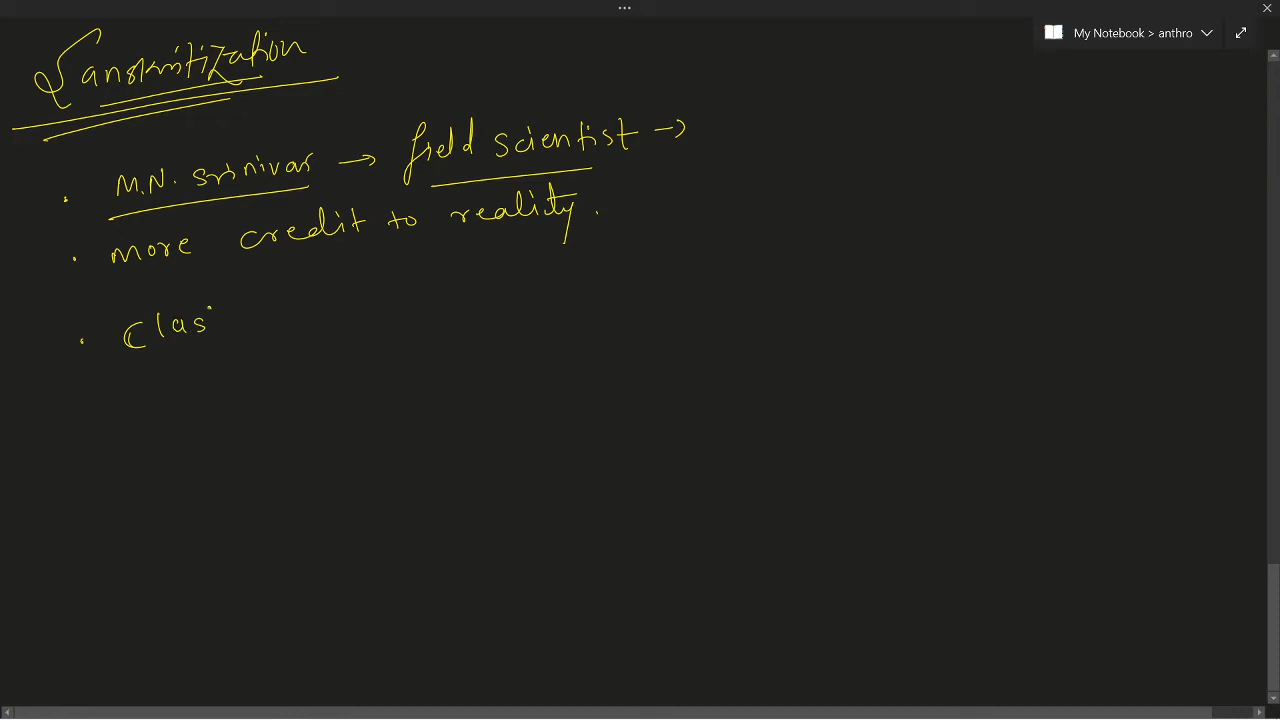 •••
My Notebook > anthro
Sanskritization
. M.N. Srinivas → field scientist →
. more credit to reality.
. Clas